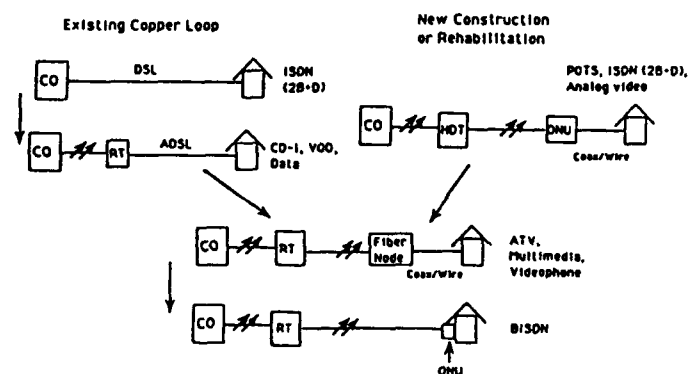 Existing Copper Loop
New Construction
or Rehabilitation
CO
DSL
ISDN
(2B+D)
POTS, ISDN (2B+D),
Analog video
CO
HDT
ONU
Coax/Wire
CO
RT
ADSL
CD-I, VOD,
Data
CO
RT
Fiber
Node
Coax/Wire
ATV,
Multimedia,
Videophone
CO
RT
BISDN
ONU